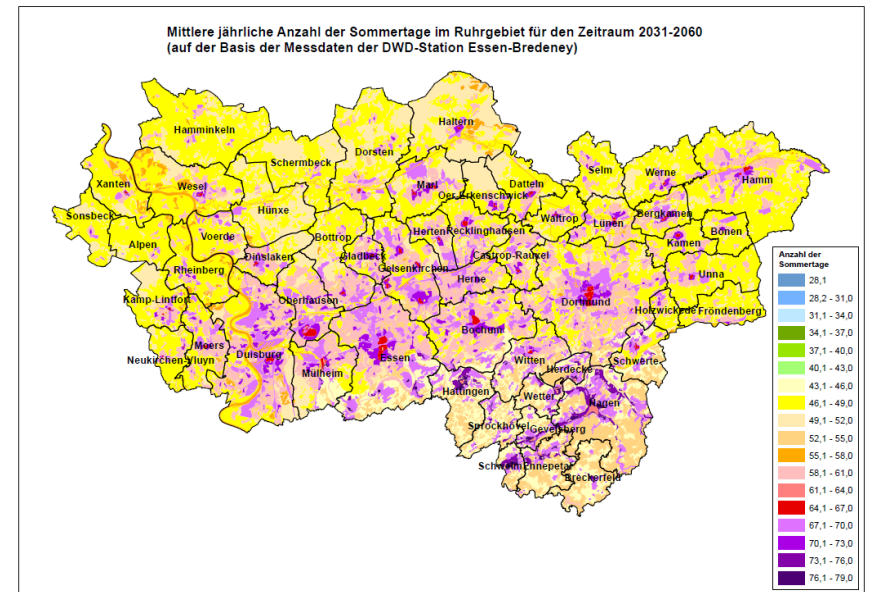 Mittlere jährliche Anzahl der Sommertage im Ruhrgebiet für den Zeitraum 2031-2060
(auf der Basis der Messdaten der DWD-Station Essen-Bredeney)
Haltern
Hamminkeln
Dorsten
Schermbeck
Selm
Werne
Hamm
Xanten
Wesel
Marl
Datteln
Oer-Erkenschwick
Sonsbeck
Hünxe
Waltrop
Bergkamen
Lünen
Voerde
Bottrop
Herten
Recklinghausen
Bönen
Alpen
Kamen
Dinslaken
Gladbeck
Castrop-Rauxel
Rheinberg
Gelsenkirchen
Unna
Herne
Kamp-Lintfort
Oberhausen
Dortmund
Holzwickede
Fröndenberg
Bochum
Moers
Duisburg
Essen
Neukirchen-Vluyn
Witten
Schwerte
Mülheim
Herdecke
Hattingen
Wetter
Hagen
Sprockhövel
Gevelsberg
Schwelm
Ennepetal
Breckerfeld
Anzahl der
Sommertage
28,1
28,2 - 31,0
31,1 - 34,0
34,1 - 37,0
37,1 - 40,0
40,1 - 43,0
43,1 - 46,0
46,1 - 49,0
49,1 - 52,0
52,1 - 55,0
55,1 - 58,0
58,1 - 61,0
61,1 - 64,0
64,1 - 67,0
67,1 - 70,0
70,1 - 73,0
73,1 - 76,0
76,1 - 79,0